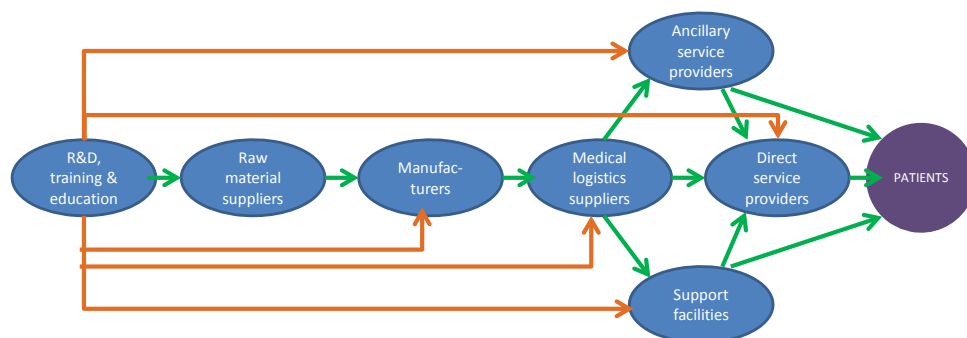 Ancillary
service
providers
R&D,
training &
education
Raw
material
suppliers
Manufac-
turers
Medical
logistics
suppliers
Direct
service
providers
PATIENTS
Support
facilities